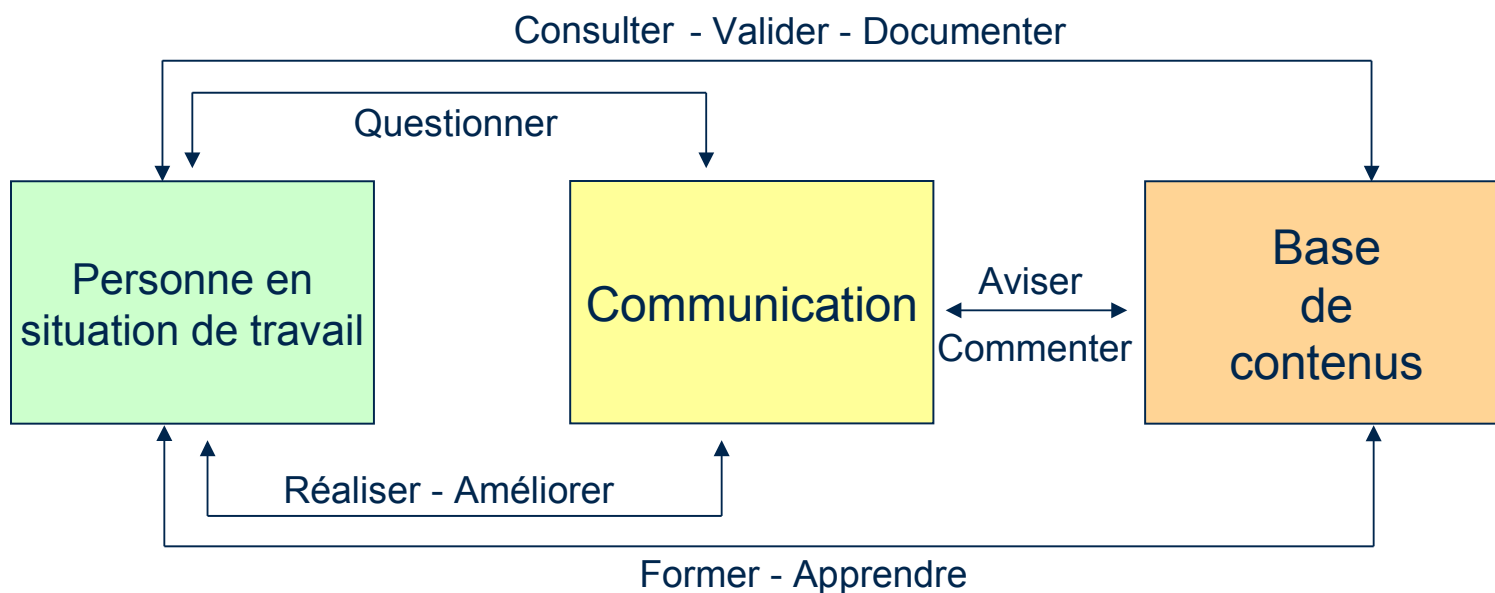 Consulter - Valider - Documenter
Questionner
Personne en
situation de travail
Communication
Aviser
Commenter
Base
de
contenus
Réaliser - Améliorer
Former - Apprendre